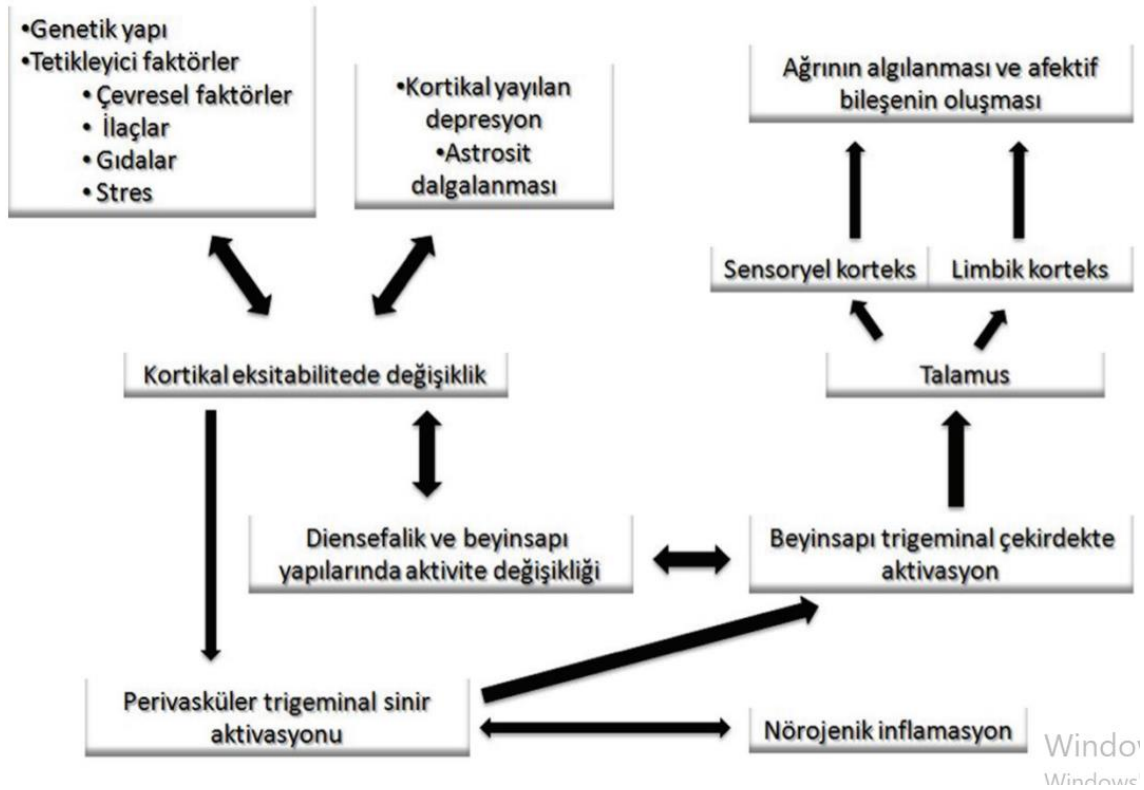 •Genetik yapı
•Tetikleyici faktörler
• Çevresel faktörler
• İlaçlar
• Gıdalar
• Stres
•Kortikal yayılan
depresyon
•Astrosit
dalgalanması
Ağrının algılanması ve afektif
bileşenin oluşması
Sensoryel korteks
Limbik korteks
Kortikal eksitabilitede değişiklik
Talamus
Diensefalik ve beyinsapı
yapılarında aktivite değişikliği
Beyinsapı trigeminal çekirdekte
aktivasyon
Perivasküler trigeminal sinir
aktivasyonu
Nörojenik inflamasyon